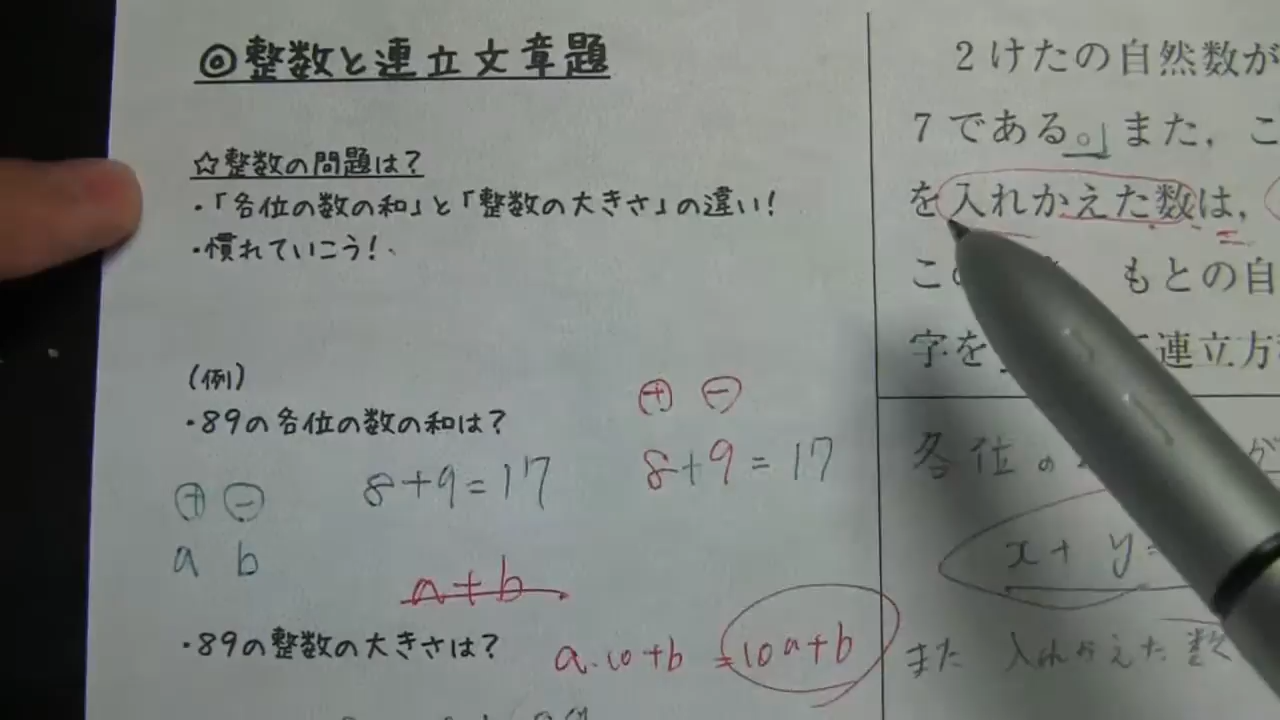 ◎整数と連立文章題
☆整数の問題は？
・「各位の数の和」と「整数の大きさ」の違い！
・慣れていこう！
(例)
・89の各位の数の和は？
⊕ ⊖
8+9=17
a b
⊕ ⊖
8+9=17
a+b
・89の整数の大きさは？
a・10+b =10a+b
2けたの自然数が
7である。」また，こ
を入れかえた数は，
こ
もとの自
字を
連立方
各位の
x+y=
また 入れかえた数